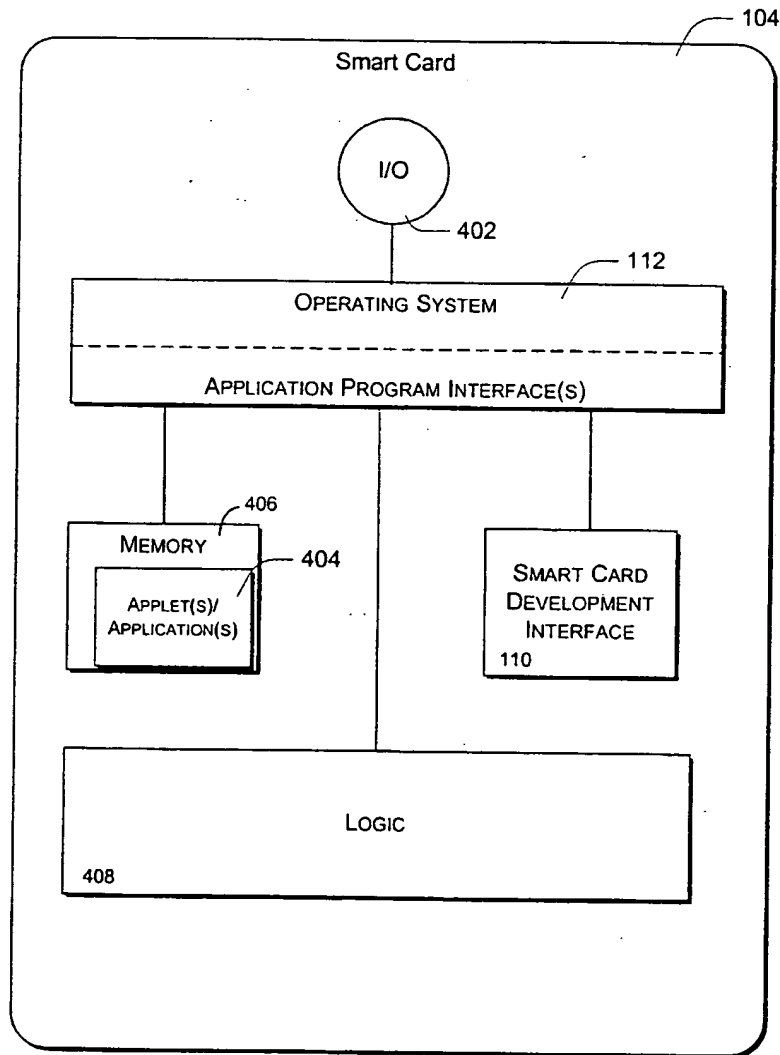 104
Smart Card
I/O
402
112
OPERATING SYSTEM
APPLICATION PROGRAM INTERFACE(S)
406
MEMORY
404
APPLET(S)/
APPLICATION(S)
SMART CARD
DEVELOPMENT
INTERFACE
110
LOGIC
408